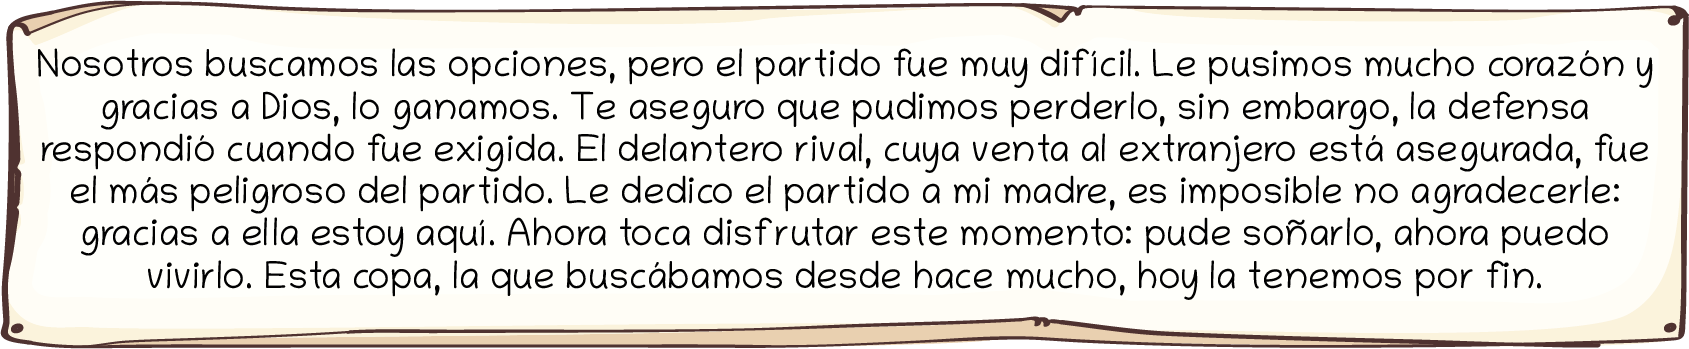 Nosotros buscamos las opciones, pero el partido fue muy difícil. Le pusimos mucho corazón y
gracias a Dios, lo ganamos. Te aseguro que pudimos perderlo, sin embargo, la defensa
respondió cuando fue exigida. El delantero rival, cuya venta al extranjero está asegurada, fue
el más peligroso del partido. Le dedico el partido a mi madre, es imposible no agradecerle:
gracias a ella estoy aquí. Ahora toca disfrutar este momento: pude soñarlo, ahora puedo
vivirlo. Esta copa, la que buscábamos desde hace mucho, hoy la tenemos por fin.